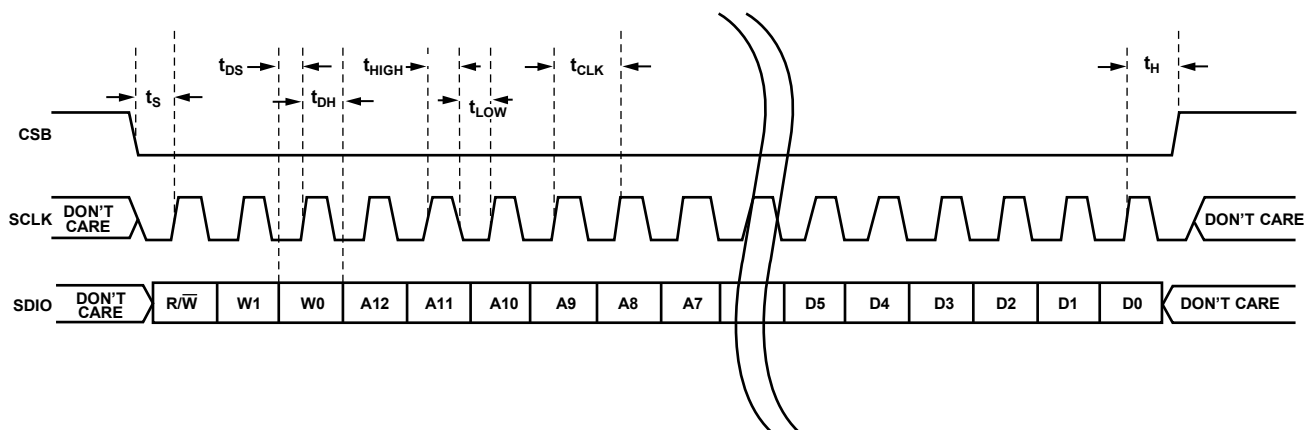 tDS
tHIGH
tCLK
tH
tS
tDH
tLOW
CSB
SCLK DON'T CARE DON'T CARE
SDIO DON'T CARE R/W̅ W1 W0 A12 A11 A10 A9 A8 A7 D5 D4 D3 D2 D1 D0 DON'T CARE